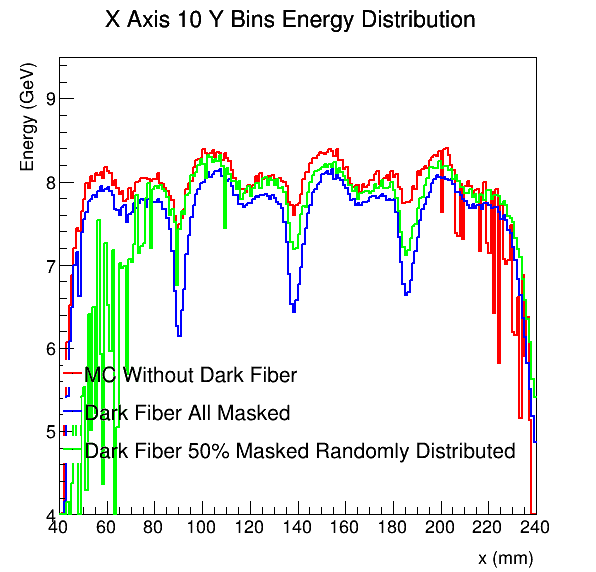 X Axis 10 Y Bins Energy Distribution
Energy (GeV)
9
8
7
6
5
4
MC Without Dark Fiber
Dark Fiber All Masked
Dark Fiber 50% Masked Randomly Distributed
40 60 80 100 120 140 160 180 200 220 240
x (mm)